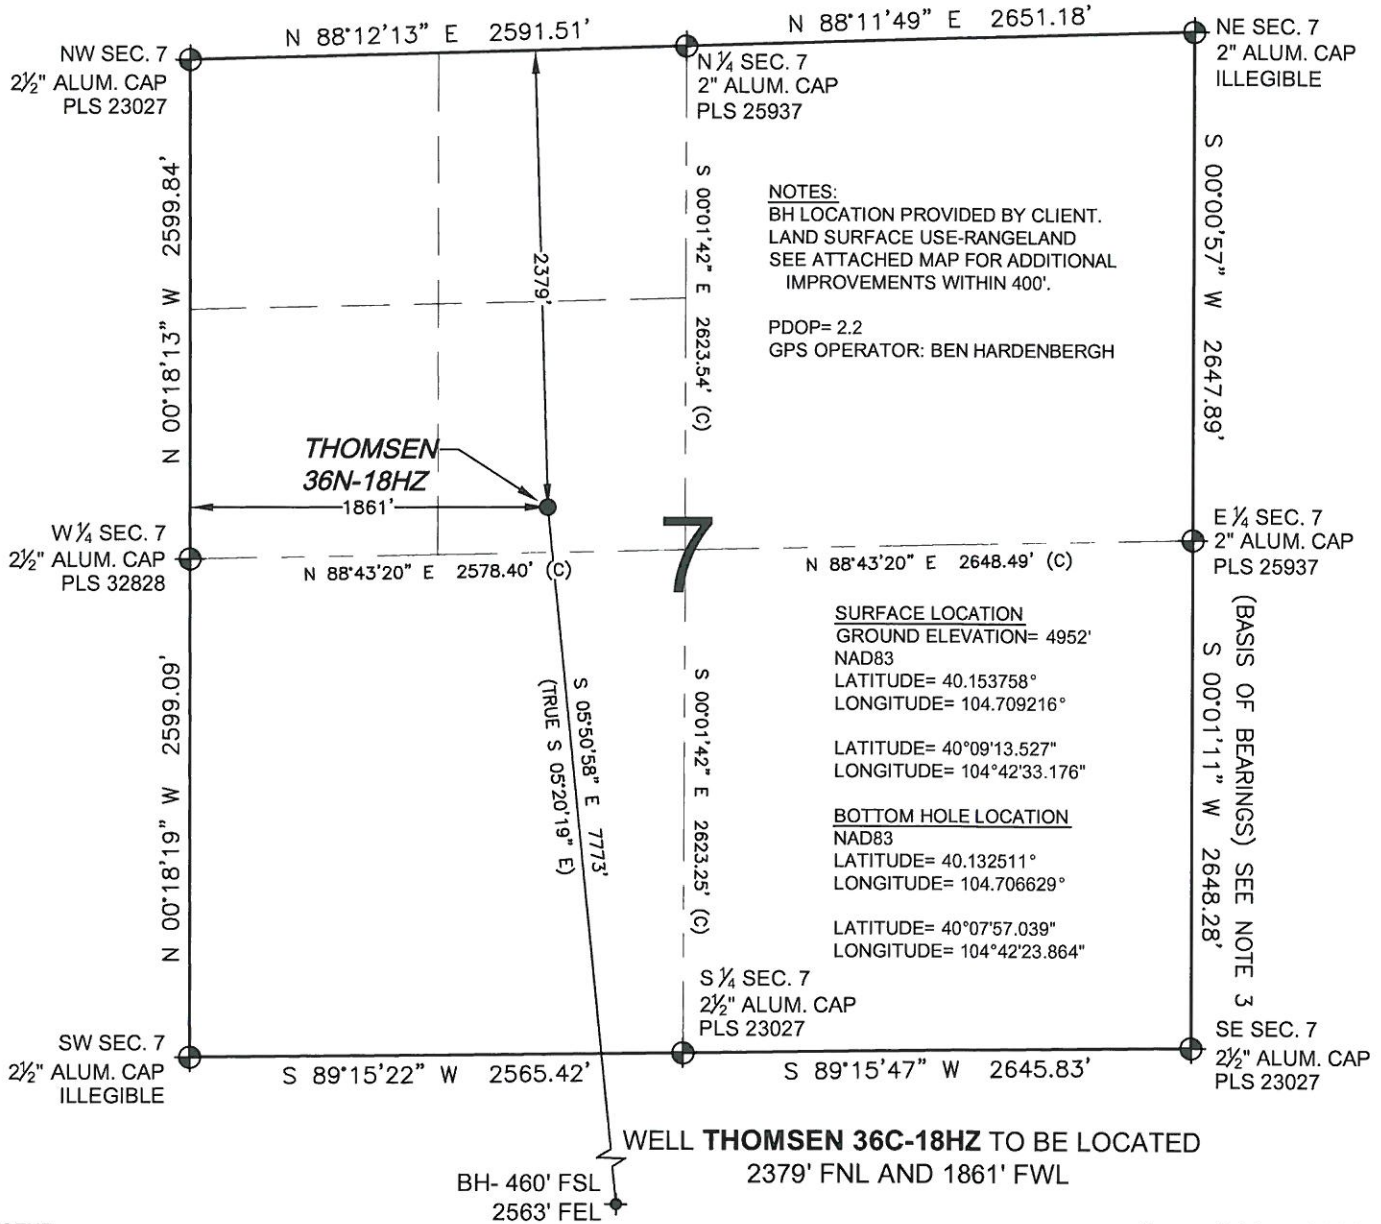 N 88°12'13" E 2591.51'
N 88°11'49" E 2651.18'
NW SEC. 7
2½" ALUM. CAP
PLS 23027
N ¼ SEC. 7
2" ALUM. CAP
PLS 25937
NE SEC. 7
2" ALUM. CAP
ILLEGIBLE
N 00°18'13" W 2599.84'
2379'
S 00°01'42" E 2623.54' (C)
NOTES:
BH LOCATION PROVIDED BY CLIENT.
LAND SURFACE USE-RANGELAND
SEE ATTACHED MAP FOR ADDITIONAL
IMPROVEMENTS WITHIN 400'.
PDOP= 2.2
GPS OPERATOR: BEN HARDENBERGH
S 00°00'57" W 2647.89'
THOMSEN
36N-18HZ
1861'
7
W ¼ SEC. 7
2½" ALUM. CAP
PLS 32828
N 88°43'20" E 2578.40' (C)
N 88°43'20" E 2648.49' (C)
E ¼ SEC. 7
2" ALUM. CAP
PLS 25937
N 00°18'19" W 2599.09'
S 05°50'58" E 7773'
(TRUE S 05°20'19" E)
S 00°01'42" E 2623.25' (C)
SURFACE LOCATION
GROUND ELEVATION= 4952'
NAD83
LATITUDE= 40.153758°
LONGITUDE= 104.709216°
LATITUDE= 40°09'13.527"
LONGITUDE= 104°42'33.176"
BOTTOM HOLE LOCATION
NAD83
LATITUDE= 40.132511°
LONGITUDE= 104.706629°
LATITUDE= 40°07'57.039"
LONGITUDE= 104°42'23.864"
S 00°01'11" W 2648.28'
(BASIS OF BEARINGS) SEE NOTE 3
SW SEC. 7
2½" ALUM. CAP
ILLEGIBLE
S 89°15'22" W 2565.42'
S ¼ SEC. 7
2½" ALUM. CAP
PLS 23027
S 89°15'47" W 2645.83'
SE SEC. 7
2½" ALUM. CAP
PLS 23027
WELL THOMSEN 36C-18HZ TO BE LOCATED
2379' FNL AND 1861' FWL
BH- 460' FSL
2563' FEL